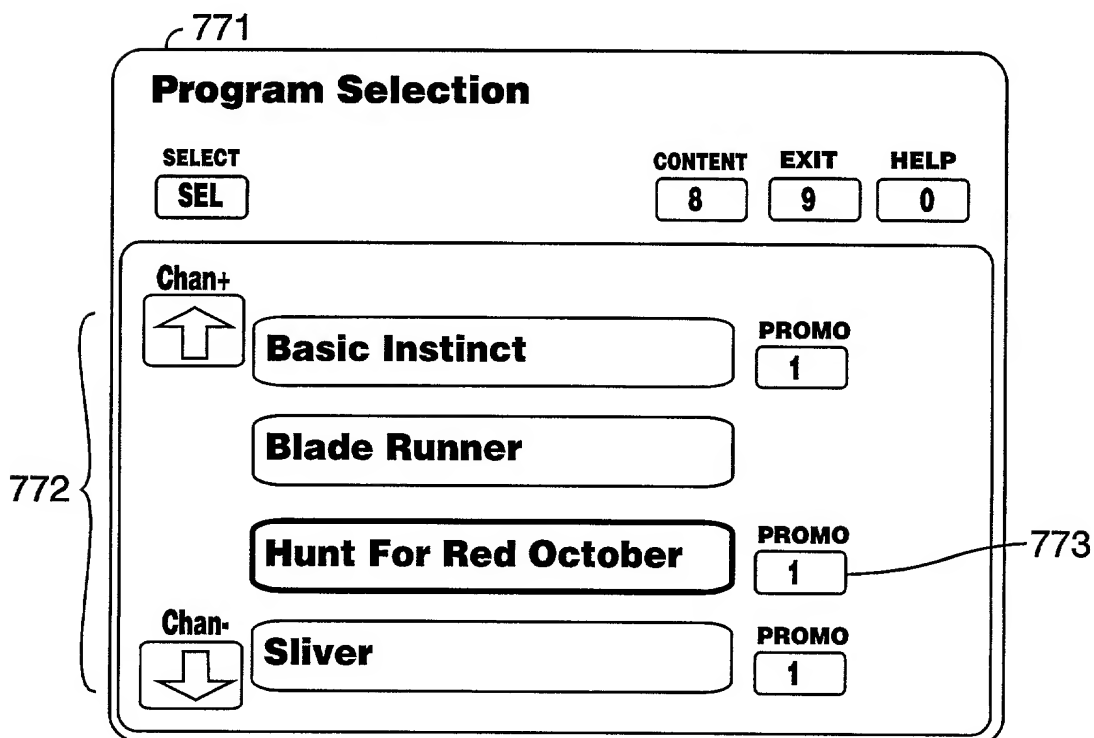 771
Program Selection
SELECT CONTENT EXIT HELP
SEL 8 9 0
Chan+
Basic Instinct PROMO
1
Blade Runner
772
Hunt For Red October PROMO
1 773
Chan-
Sliver PROMO
1